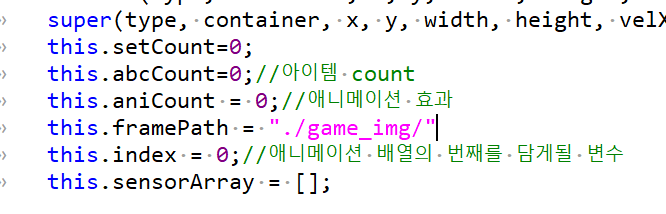 super(type, container, x, y, width, height, velX
this.setCount=0;
this.abcCount=0;//아이템 count
this.aniCount = 0;//애니메이션 효과
this.framePath = "./game_img/"
this.index = 0;//애니메이션 배열의 번째를 담게될 변수
this.sensorArray = [];